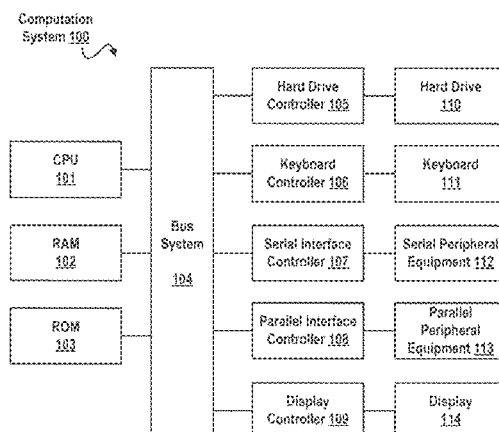 Computation
System 100
CPU
101
RAM
102
ROM
103
Bus
System
104
Hard Drive
Controller 105
Hard Drive
110
Keyboard
Controller 106
Keyboard
111
Serial Interface
Controller 107
Serial Peripheral
Equipment 112
Parallel Interface
Controller 108
Parallel
Peripheral
Equipment 113
Display
Controller 109
Display
114